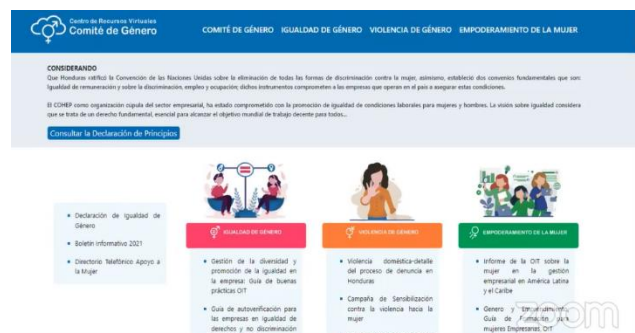 Centro de Recursos Virtuales
Comité de Género
COMITÉ DE GÉNERO IGUALDAD DE GÉNERO VIOLENCIA DE GÉNERO EMPODERAMIENTO DE LA MUJER
CONSIDERANDO
Que Honduras ratificó la Convención de las Naciones Unidas sobre la eliminación de todas las formas de discriminación contra la mujer, asimismo, estableció dos convenios fundamentales que son:
Igualdad de remuneración y sobre la discriminación, empleo y ocupación; dichos instrumentos comprometen a las empresas que operan en el país a asegurar estas condiciones.
El COHEP como organización cúpula del sector empresarial, ha estado comprometido con la promoción de igualdad de condiciones laborales para mujeres y hombres. La visión sobre igualdad considera
que se trata de un derecho fundamental, esencial para alcanzar el objetivo mundial de trabajo decente para todos...
Consultar la Declaración de Principios
Declaración de Igualdad de
Género
Boletin Informativo 2021
Directorio Telefónico Apoyo a
la Mujer
IGUALDAD DE GÉNERO
Gestión de la diversidad y
promoción de la igualdad en
la empresa: Guía de buenas
prácticas OIT
Guía de autoverificación para
las empresas en igualdad de
derechos y no discriminación
VIOLENCIA DE GÉNERO
Violencia doméstica-detalle
del proceso de denuncia en
Honduras
Campaña de Sensibilización
contra la violencia hacia la
mujer
EMPODERAMIENTO DE LA MUJER
Informe de la OIT sobre la
mujer en la gestión
empresarial en América Latina
y el Caribe
Genero y Emprendimiento
Guía de Formación para
mujeres Empresarias, OIT
zoom